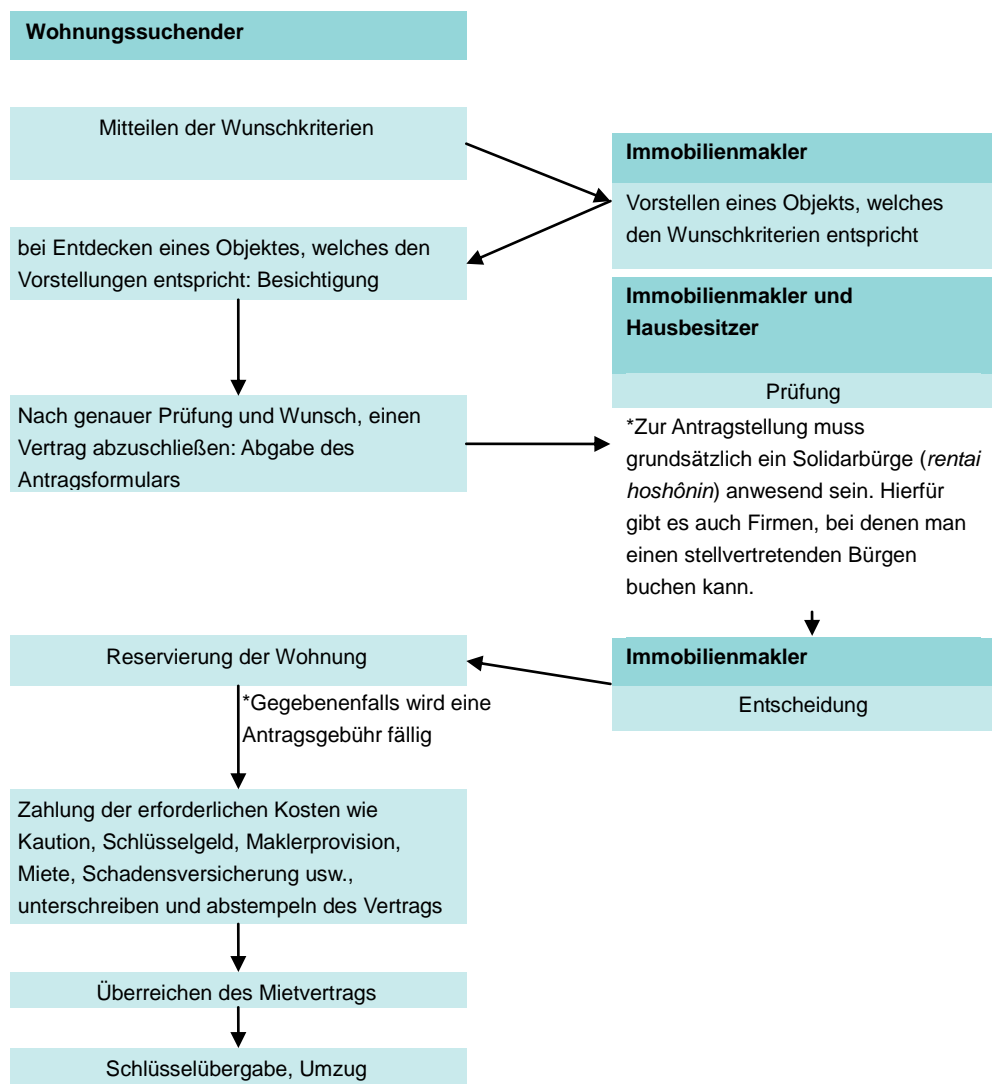 Wohnungssuchender
Mitteilen der Wunschkriterien
Immobilienmakler
Vorstellen eines Objekts, welches
den Wunschkriterien entspricht
bei Entdecken eines Objektes, welches den
Vorstellungen entspricht: Besichtigung
Immobilienmakler und
Hausbesitzer
Prüfung
Nach genauer Prüfung und Wunsch, einen
Vertrag abzuschließen: Abgabe des
Antragsformulars
*Zur Antragstellung muss
grundsätzlich ein Solidarbürge (rentai
hoshônin) anwesend sein. Hierfür
gibt es auch Firmen, bei denen man
einen stellvertretenden Bürgen
buchen kann.
Immobilienmakler
Entscheidung
Reservierung der Wohnung
*Gegebenenfalls wird eine
Antragsgebühr fällig
Zahlung der erforderlichen Kosten wie
Kaution, Schlüsselgeld, Maklerprovision,
Miete, Schadensversicherung usw.,
unterschreiben und abstempeln des Vertrags
Überreichen des Mietvertrags
Schlüsselübergabe, Umzug